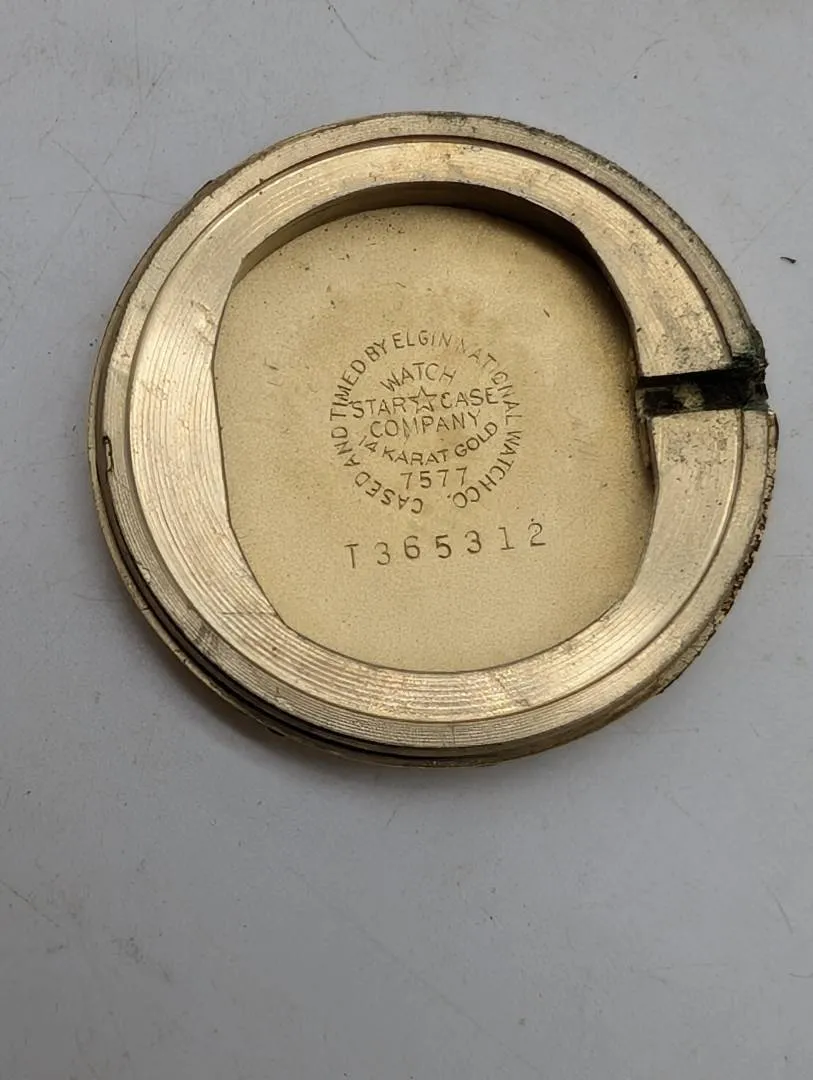 CASED AND TIMED BY ELGIN NATIONAL WATCH CO.
WATCH
STAR ☆ CASE
COMPANY
14 KARAT GOLD
7577
T365312